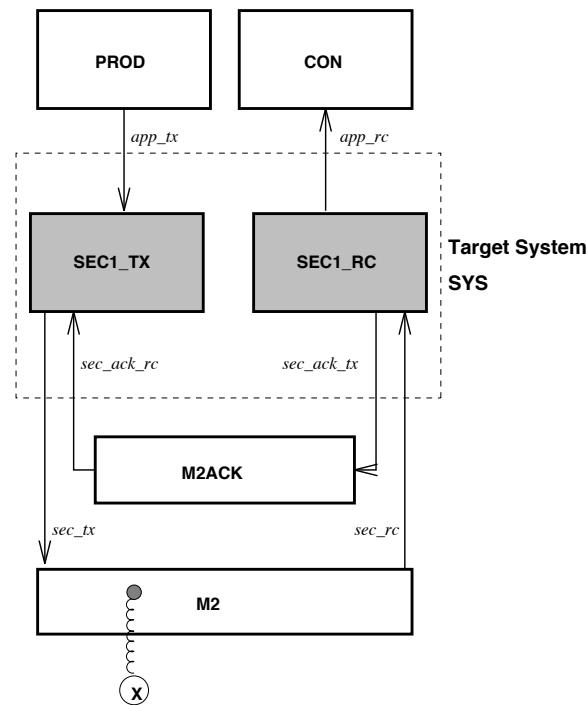 PROD
CON
app_tx
app_rc
SEC1_TX
SEC1_RC
Target System
SYS
sec_ack_rc
sec_ack_tx
M2ACK
sec_tx
sec_rc
M2
X